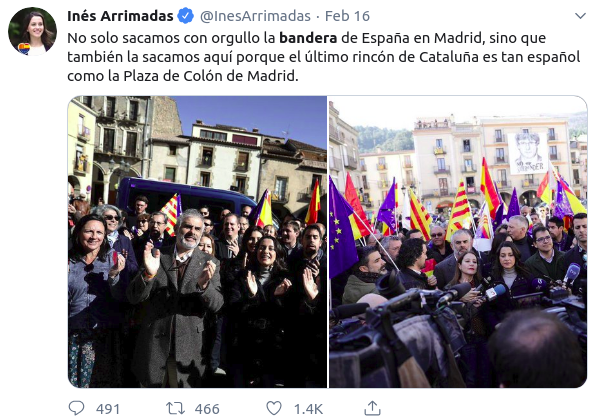 Inés Arrimadas @InesArrimadas · Feb 16
No solo sacamos con orgullo la bandera de España en Madrid, sino que
también la sacamos aquí porque el último rincón de Cataluña es tan español
como la Plaza de Colón de Madrid.
491 466 1.4K